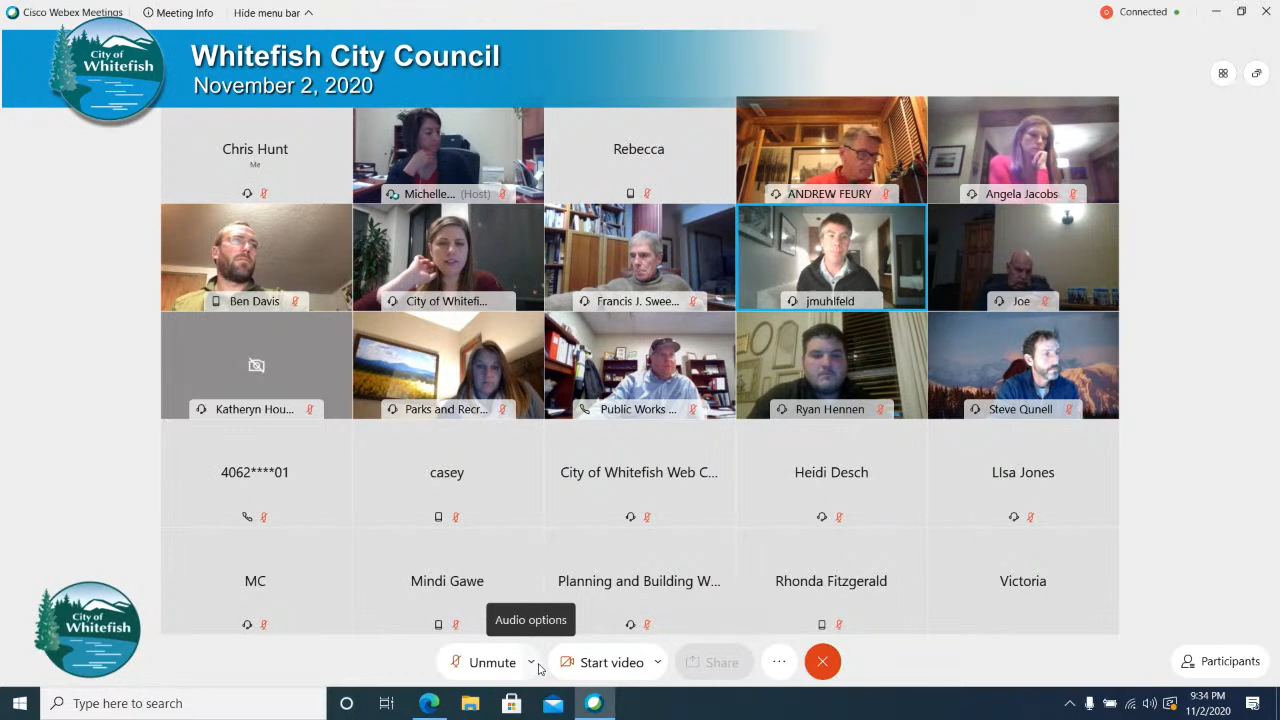 Cisco Webex Meetings
Meeting Info
Hide menu bar
Connected
City of
Whitefish
Whitefish City Council
November 2, 2020
Chris Hunt
Me
Michelle... (Host)
Rebecca
ANDREW FEURY
Angela Jacobs
Ben Davis
City of Whitefi...
Francis J. Swee...
jmuhlfeld
Joe
Katheryn Hou...
Parks and Recr...
Public Works ...
Ryan Hennen
Steve Qunell
4062****01
casey
City of Whitefish Web C...
Heidi Desch
LIsa Jones
MC
Mindi Gawe
Planning and Building W...
Rhonda Fitzgerald
Victoria
City of
Whitefish
Audio options
Unmute
Start video
Share
Participants
Type here to search
9:34 PM
11/2/2020